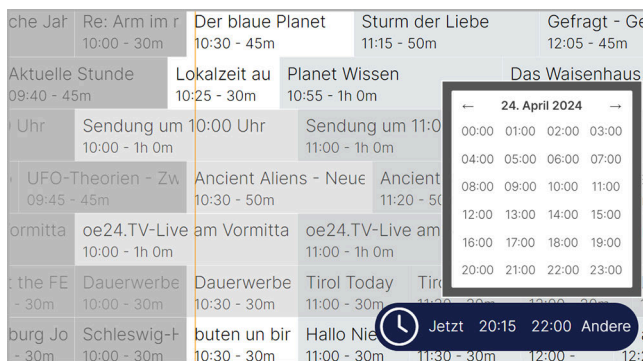 che Jah Re: Arm im r Der blaue Planet Sturm der Liebe Gefragt - Ge
10:00 - 30m 10:30 - 45m 11:15 - 50m 12:05 - 45m
Aktuelle Stunde Lokalzeit au Planet Wissen Das Waisenhaus
09:40 - 45m 10:25 - 30m 10:55 - 1h 0m
Uhr Sendung um 10:00 Uhr Sendung um 11:0
10:00 - 1h 0m 11:00 - 1h 0m
UFO-Theorien - Zw Ancient Aliens - Neue Ancient
09:45 - 45m 10:30 - 50m 11:20 - 50
ormitta oe24.TV-Live am Vormitta oe24.TV-Live am
10:00 - 1h 0m 11:00 - 1h 0m
t the FE Dauerwerbe Dauerwerbe Tirol Today Tiro
- 30m 10:00 - 30m 10:30 - 30m 11:00 - 30m 11:30 - 30m 12:00 - 30m
burg Jo Schleswig-H buten un bin Hallo Nie
- 30m 10:00 - 30m 10:30 - 30m 11:00 - 30m 11:30 - 30m 12:00 - 12:3
← 24. April 2024 →
00:00 01:00 02:00 03:00
04:00 05:00 06:00 07:00
08:00 09:00 10:00 11:00
12:00 13:00 14:00 15:00
16:00 17:00 18:00 19:00
20:00 21:00 22:00 23:00
Jetzt 20:15 22:00 Andere